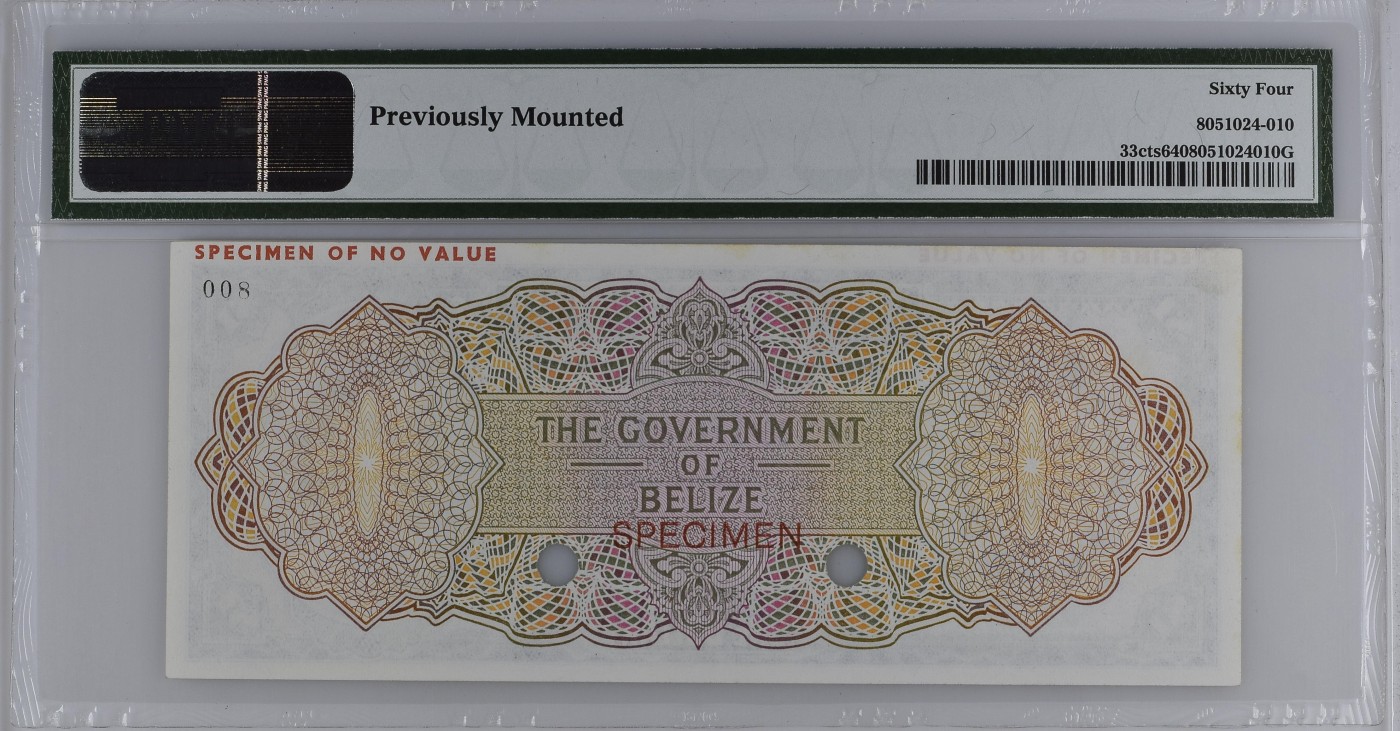 Previously Mounted
Sixty Four
8051024-010
33cts6408051024010G
SPECIMEN OF NO VALUE
008
THE GOVERNMENT
OF
BELIZE
SPECIMEN